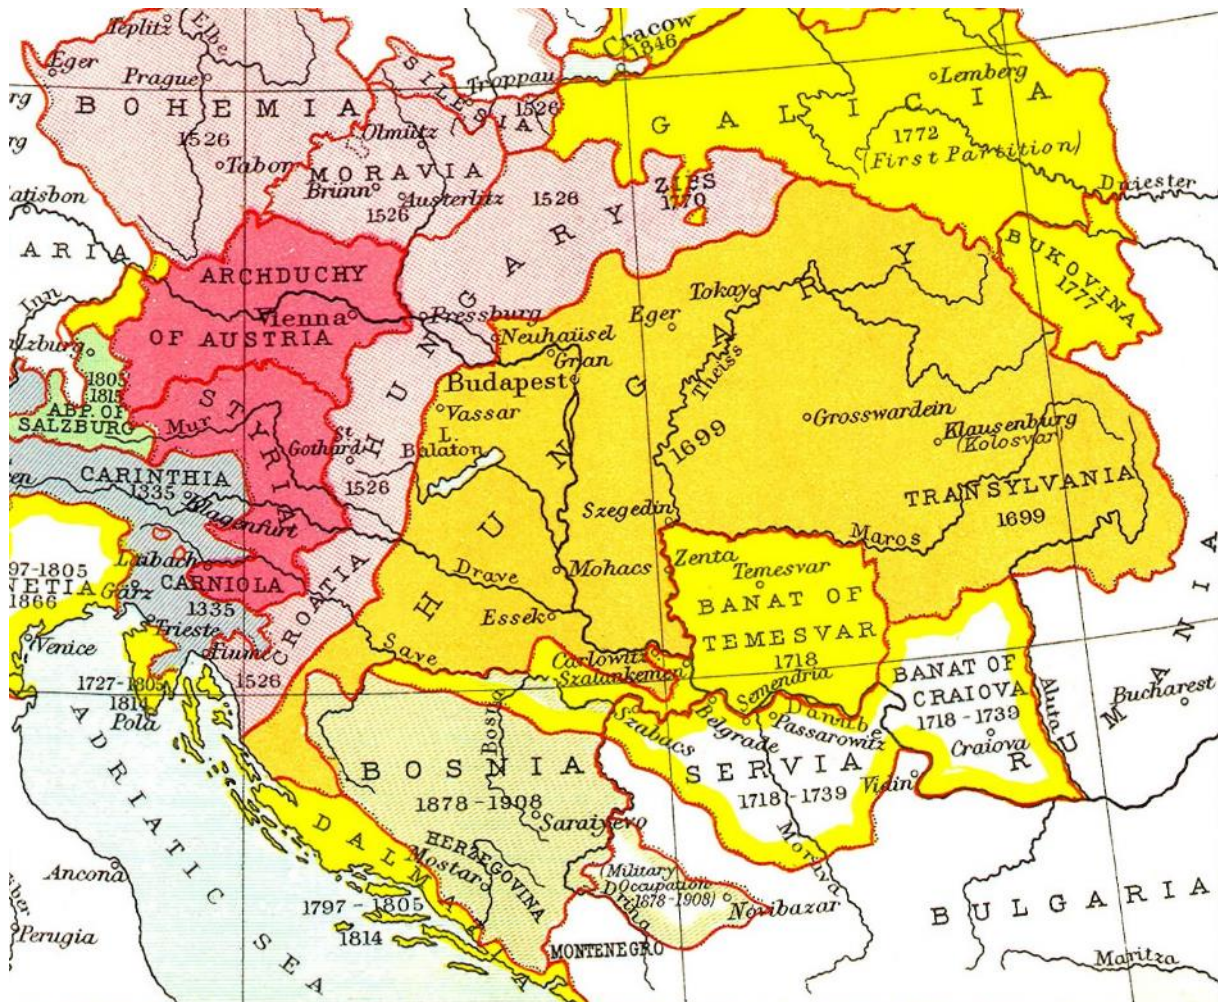 Teplitz
Elbe
Cracow
1846
Eger
Prague
SILESIA
Troppau
1526
Lemberg
BOHEMIA
1526
GALICIA
1772
(First Partition)
Olmütz
Tabor
MORAVIA
Brünn
1526
Austerlitz
1526
ZIPS
1770
Dniester
atisbon
ARIA
BUKOVINA
1777
ARCHDUCHY
OF AUSTRIA
Vienna
Inn
Pressburg
Neuhaüsel
Gran
Tokay
Eger
HUNGARY
HUNGARY
Theiss
alzburg
1805
1815
ABP. OF
SALZBURG
Budapest
Vassar
L.
Balaton
STYRIA
Mur
St
Gothard
1526
1699
Grosswardein
Klausenburg
(Kolosvar)
TRANSYLVANIA
1699
CARINTHIA
1335
Klagenfurt
Szegedin
Maros
97-1805
NETIA
1866
Laibach
Gärz
CARNIOLA
1335
Drave
Mohacs
Zenta
Temesvar
BANAT OF
TEMESVAR
1718
Essek
Trieste
Venice
Fiume
CROATIA
1526
Save
Carlowitz
Szalankemen
1727-1805
1814
Pola
Semendria
BANAT OF
CRAIOVA
1718-1739
Craiova
Aluta
Bucharest
RUMANIA
Bosna
Szabacs
Belgrade
Danube
Passarowitz
BOSNIA
1878-1908
SERVIA
1718-1739
Vidin
ADRIATIC SEA
DALMATIA
Saraiyevo
HERZEGOVINA
Mostar
Morava
Ancona
(Military
Occupation
1878-1908)
Drina
Novibazar
1797-1805
1814
MONTENEGRO
BULGARIA
Maritza
Perugia